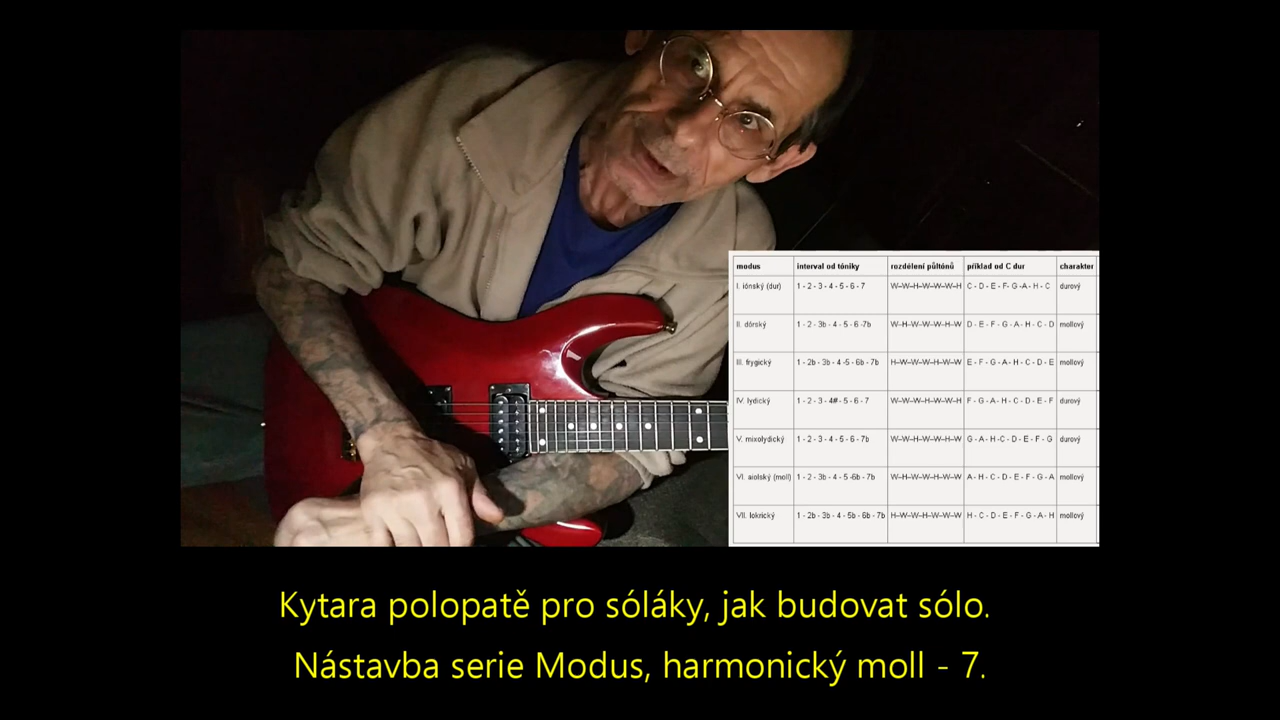 modus interval od tóniky rozdělení půltónů příklad od C dur charakter
I. iónský (dur) 1 - 2 - 3 - 4 - 5 - 6 - 7 W–W–H–W–W–W–H C - D - E - F - G - A - H - C durový
II. dórský 1 - 2 - 3b - 4 - 5 - 6 -7b W–H–W–W–W–H–W D - E - F - G - A - H - C - D mollový
III. frygický 1 - 2b - 3b - 4 -5 - 6b - 7b H–W–W–W–H–W–W E - F - G - A - H - C - D - E mollový
IV. lydický 1 - 2 - 3 - 4# - 5 - 6 - 7 W–W–W–H–W–W–H F - G - A - H - C - D - E - F durový
V. mixolydický 1 - 2 - 3 - 4 - 5 - 6 - 7b W–W–H–W–W–H–W G - A - H -C - D - E - F - G durový
VI. aiolský (moll) 1 - 2 - 3b - 4 - 5 -6b - 7b W–H–W–W–H–W–W A - H - C - D - E - F - G - A mollový
VII. lokrický 1 - 2b - 3b - 4 - 5b - 6b - 7b H–W–W–H–W–W–W H - C - D - E - F - G - A - H mollový
Kytara polopatě pro sóláky, jak budovat sólo.
Nástavba serie Modus, harmonický moll - 7.